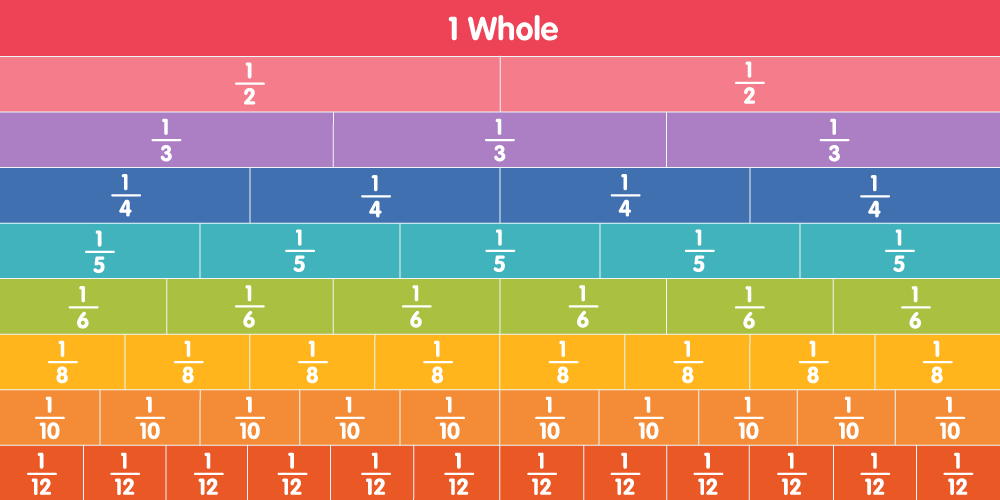 1 Whole
1/2 1/2
1/3 1/3 1/3
1/4 1/4 1/4 1/4
1/5 1/5 1/5 1/5 1/5
1/6 1/6 1/6 1/6 1/6 1/6
1/8 1/8 1/8 1/8 1/8 1/8 1/8 1/8
1/10 1/10 1/10 1/10 1/10 1/10 1/10 1/10 1/10 1/10
1/12 1/12 1/12 1/12 1/12 1/12 1/12 1/12 1/12 1/12 1/12 1/12